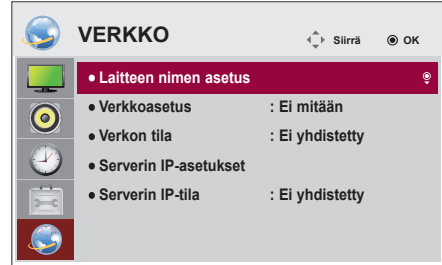 VERKKO
Siirrä OK
● Laitteen nimen asetus
● Verkkoasetus : Ei mitään
● Verkon tila : Ei yhdistetty
● Serverin IP-asetukset
● Serverin IP-tila : Ei yhdistetty